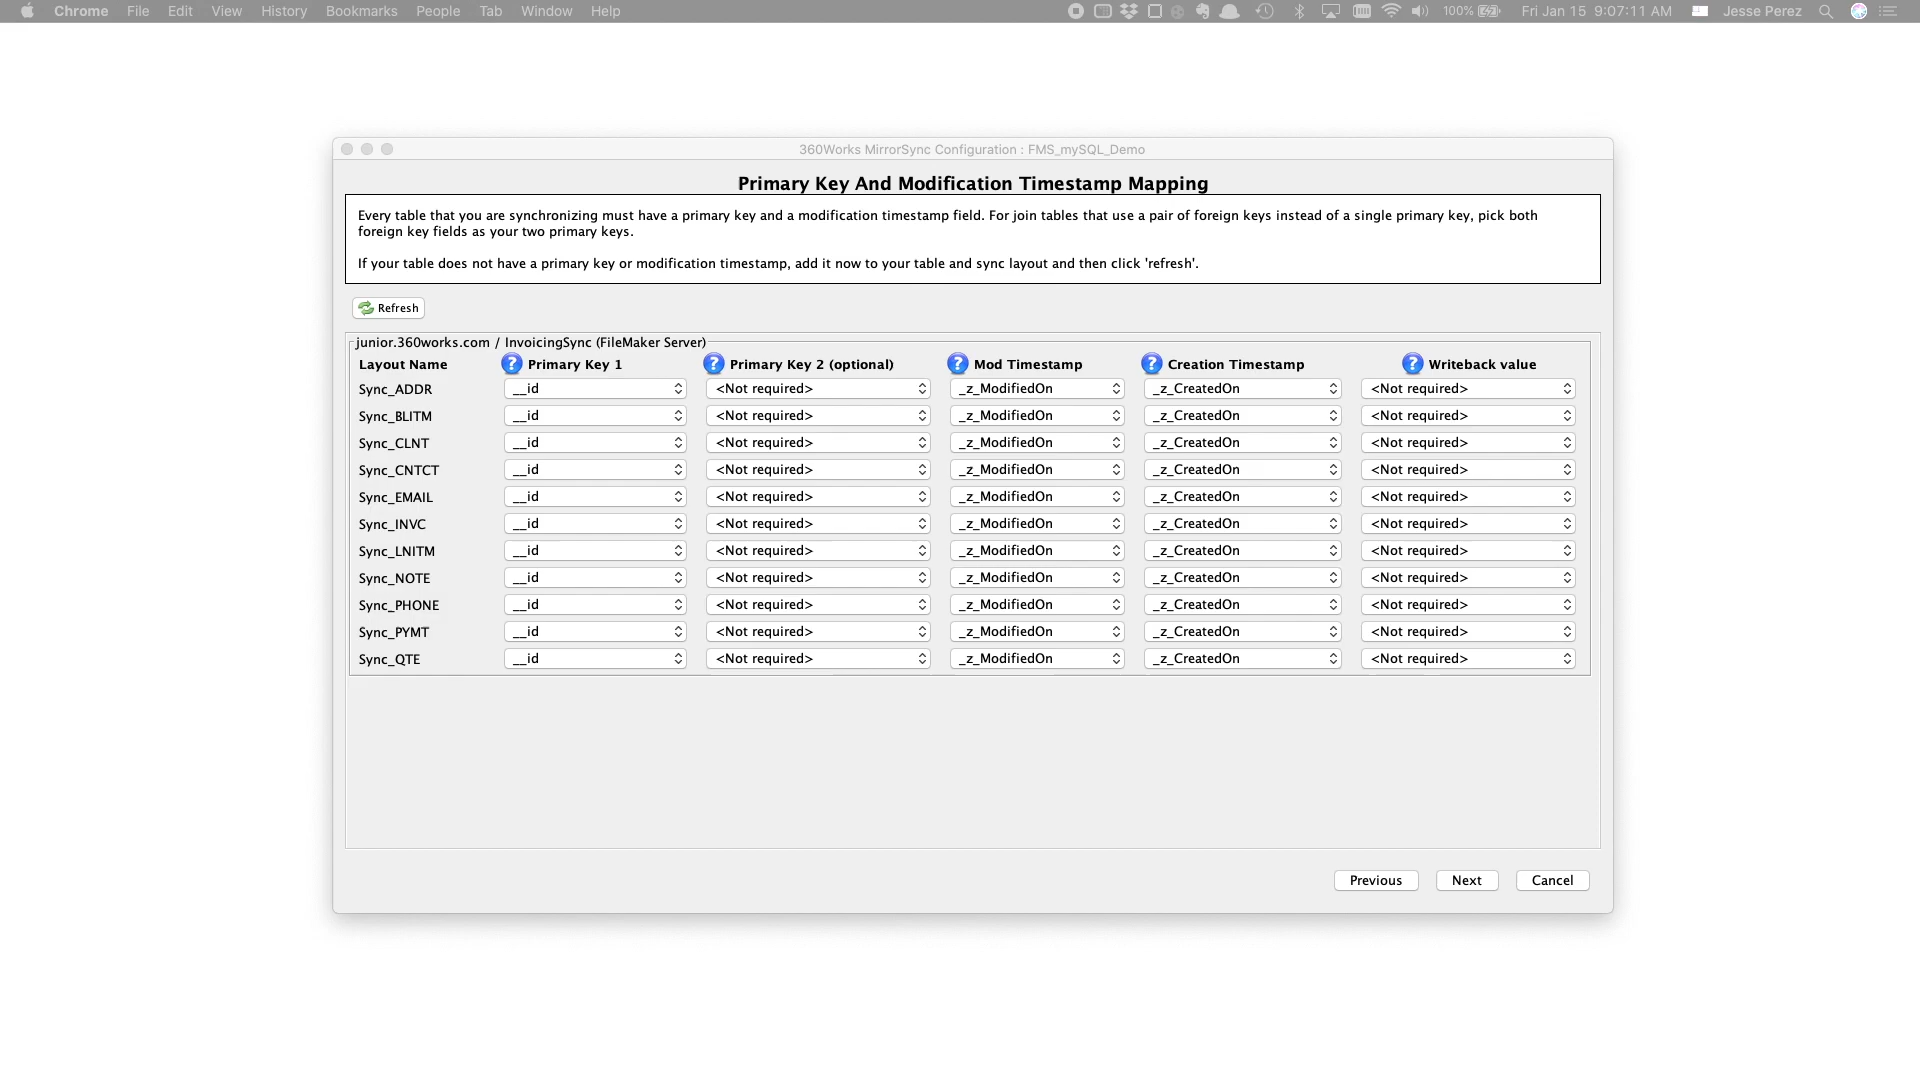 Chrome File Edit View History Bookmarks People Tab Window Help 100% Fri Jan 15 9:07:11 AM Jesse Perez
360Works MirrorSync Configuration : FMS_mySQL_Demo
Primary Key And Modification Timestamp Mapping
Every table that you are synchronizing must have a primary key and a modification timestamp field. For join tables that use a pair of foreign keys instead of a single primary key, pick both
foreign key fields as your two primary keys.
If your table does not have a primary key or modification timestamp, add it now to your table and sync layout and then click 'refresh'.
Refresh
junior.360works.com / InvoicingSync (FileMaker Server)
Layout Name ? Primary Key 1 ? Primary Key 2 (optional) ? Mod Timestamp ? Creation Timestamp ? Writeback value
Sync_ADDR __id <Not required> _z_ModifiedOn _z_CreatedOn <Not required>
Sync_BLITM __id <Not required> _z_ModifiedOn _z_CreatedOn <Not required>
Sync_CLNT __id <Not required> _z_ModifiedOn _z_CreatedOn <Not required>
Sync_CNTCT __id <Not required> _z_ModifiedOn _z_CreatedOn <Not required>
Sync_EMAIL __id <Not required> _z_ModifiedOn _z_CreatedOn <Not required>
Sync_INVC __id <Not required> _z_ModifiedOn _z_CreatedOn <Not required>
Sync_LNITM __id <Not required> _z_ModifiedOn _z_CreatedOn <Not required>
Sync_NOTE __id <Not required> _z_ModifiedOn _z_CreatedOn <Not required>
Sync_PHONE __id <Not required> _z_ModifiedOn _z_CreatedOn <Not required>
Sync_PYMT __id <Not required> _z_ModifiedOn _z_CreatedOn <Not required>
Sync_QTE __id <Not required> _z_ModifiedOn _z_CreatedOn <Not required>
Previous Next Cancel